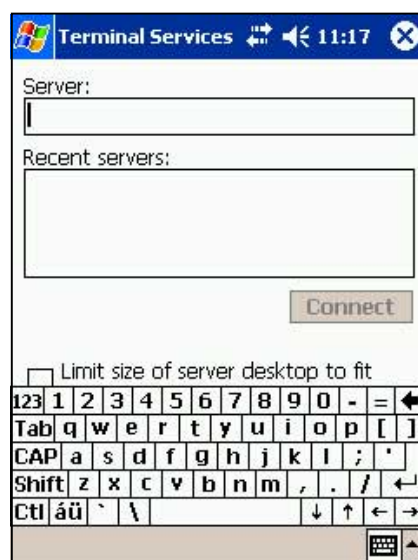 Terminal Services 11:17
Server:
Recent servers:
Connect
Limit size of server desktop to fit
123 1 2 3 4 5 6 7 8 9 0 - =
Tab q w e r t y u i o p [ ]
CAP a s d f g h j k l ; '
Shift z x c v b n m , . /
Ctl áü ` \